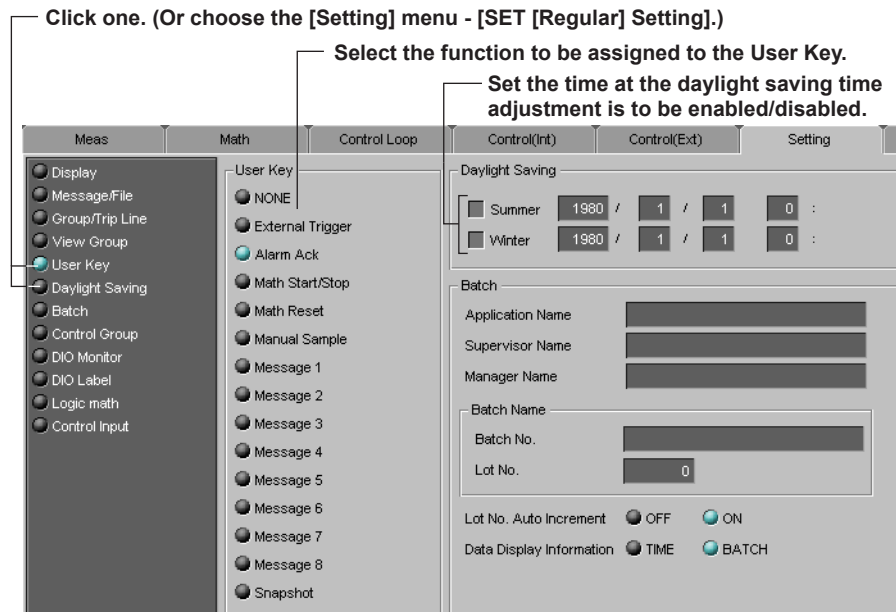 Click one. (Or choose the [Setting] menu - [SET [Regular] Setting].)
Select the function to be assigned to the User Key.
Set the time at the daylight saving time
adjustment is to be enabled/disabled.
Meas Math Control Loop Control(Int) Control(Ext) Setting
Display
Message/File
Group/Trip Line
View Group
User Key
Daylight Saving
Batch
Control Group
DIO Monitor
DIO Label
Logic math
Control Input
User Key
NONE
External Trigger
Alarm Ack
Math Start/Stop
Math Reset
Manual Sample
Message 1
Message 2
Message 3
Message 4
Message 5
Message 6
Message 7
Message 8
Snapshot
Daylight Saving
Summer 1980 / 1 / 1 0 :
Winter 1980 / 1 / 1 0 :
Batch
Application Name
Supervisor Name
Manager Name
Batch Name
Batch No.
Lot No. 0
Lot No. Auto Increment OFF ON
Data Display Information TIME BATCH